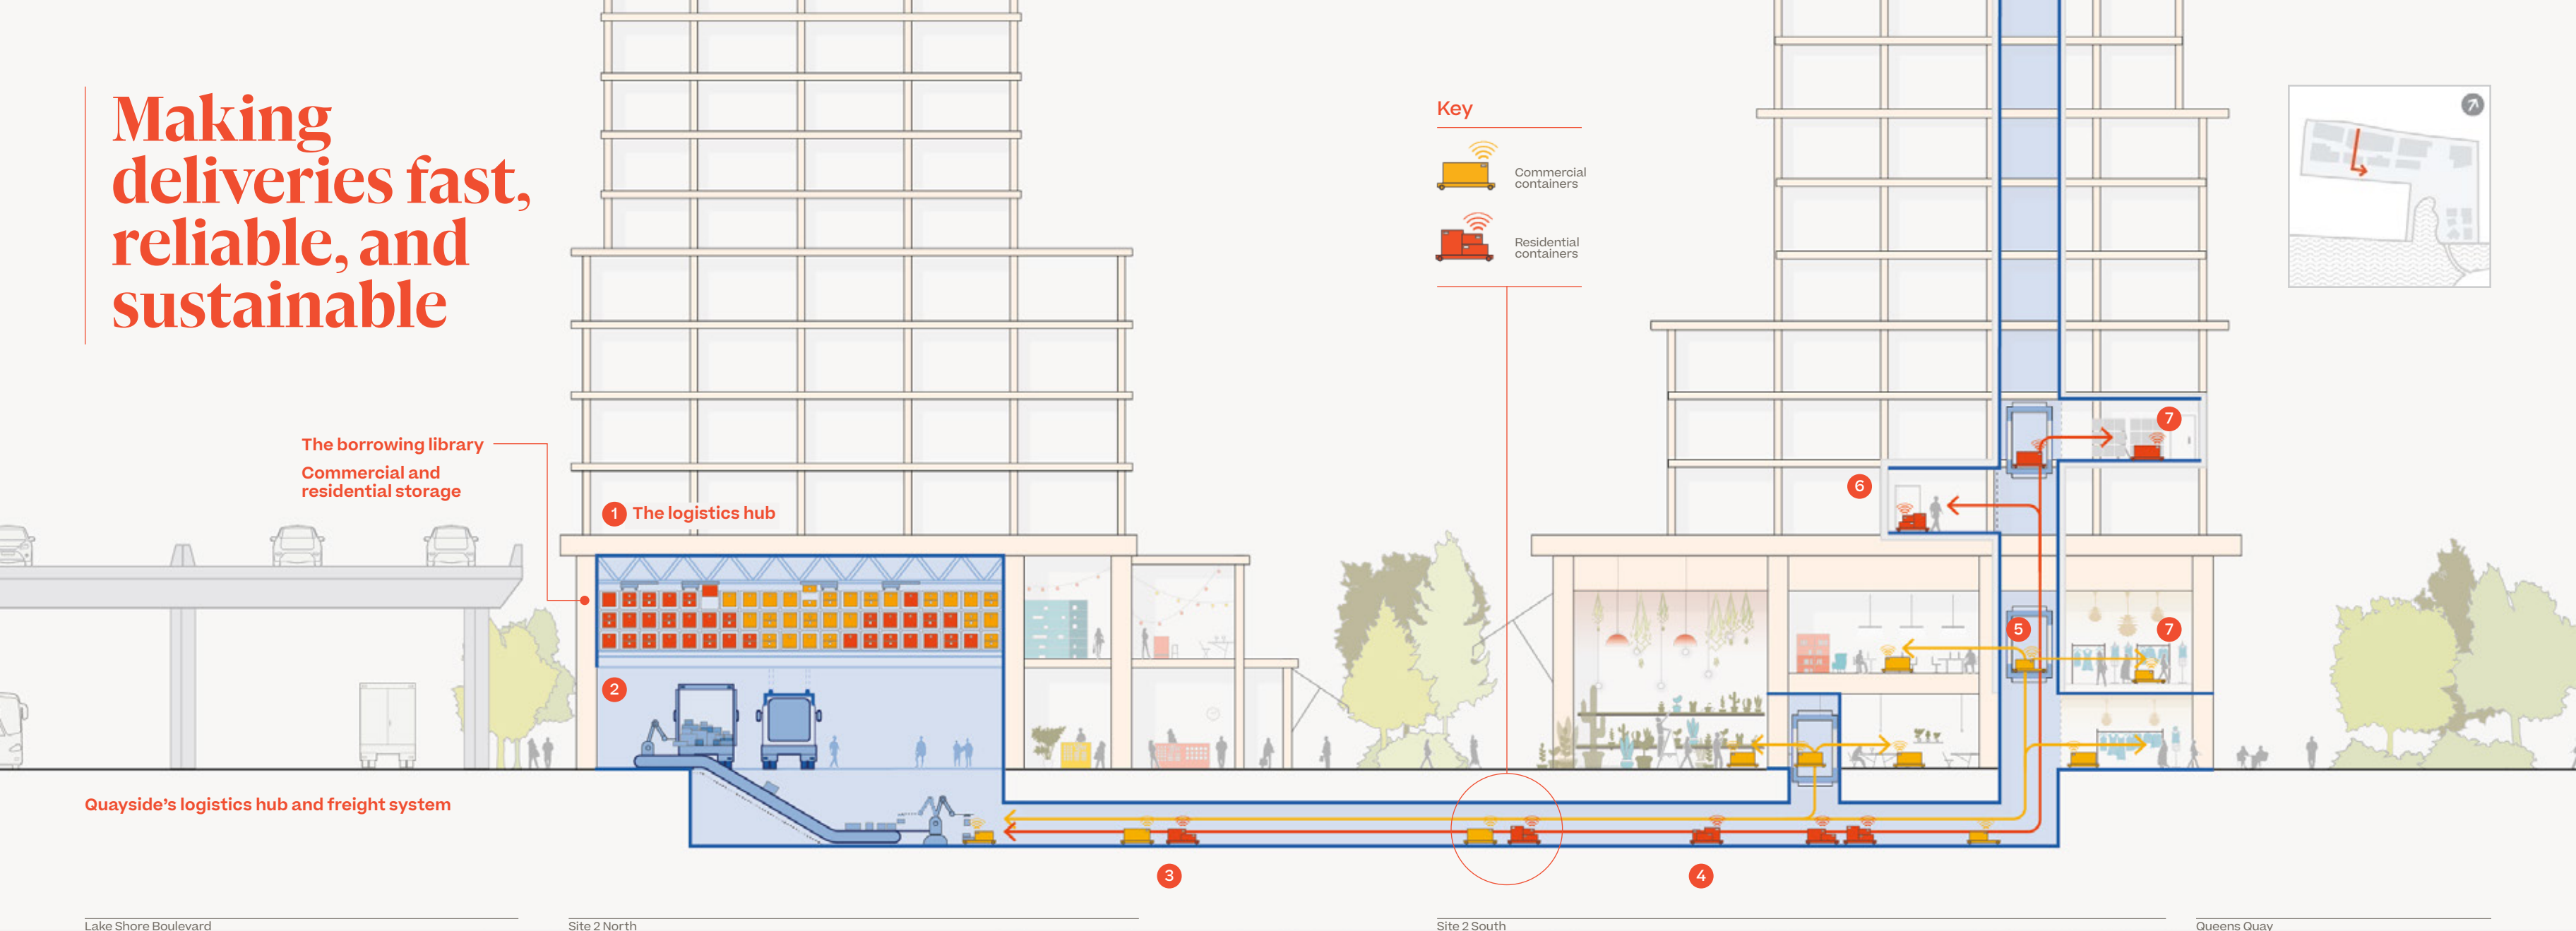 Making
deliveries fast,
reliable, and
sustainable
Key
Commercial
containers
Residential
containers
The borrowing library
Commercial and
residential storage
1 The logistics hub
2
3
4
5
6
7
7
Quayside’s logistics hub and freight system
Lake Shore Boulevard
Site 2 North
Site 2 South
Queens Quay